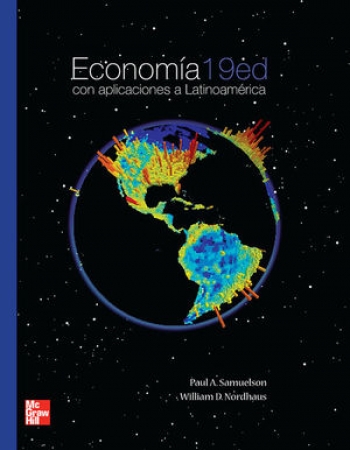 Economía 19ed
con aplicaciones a Latinoamérica
Paul A. Samuelson
William D. Nordhaus
Mc
Graw
Hill